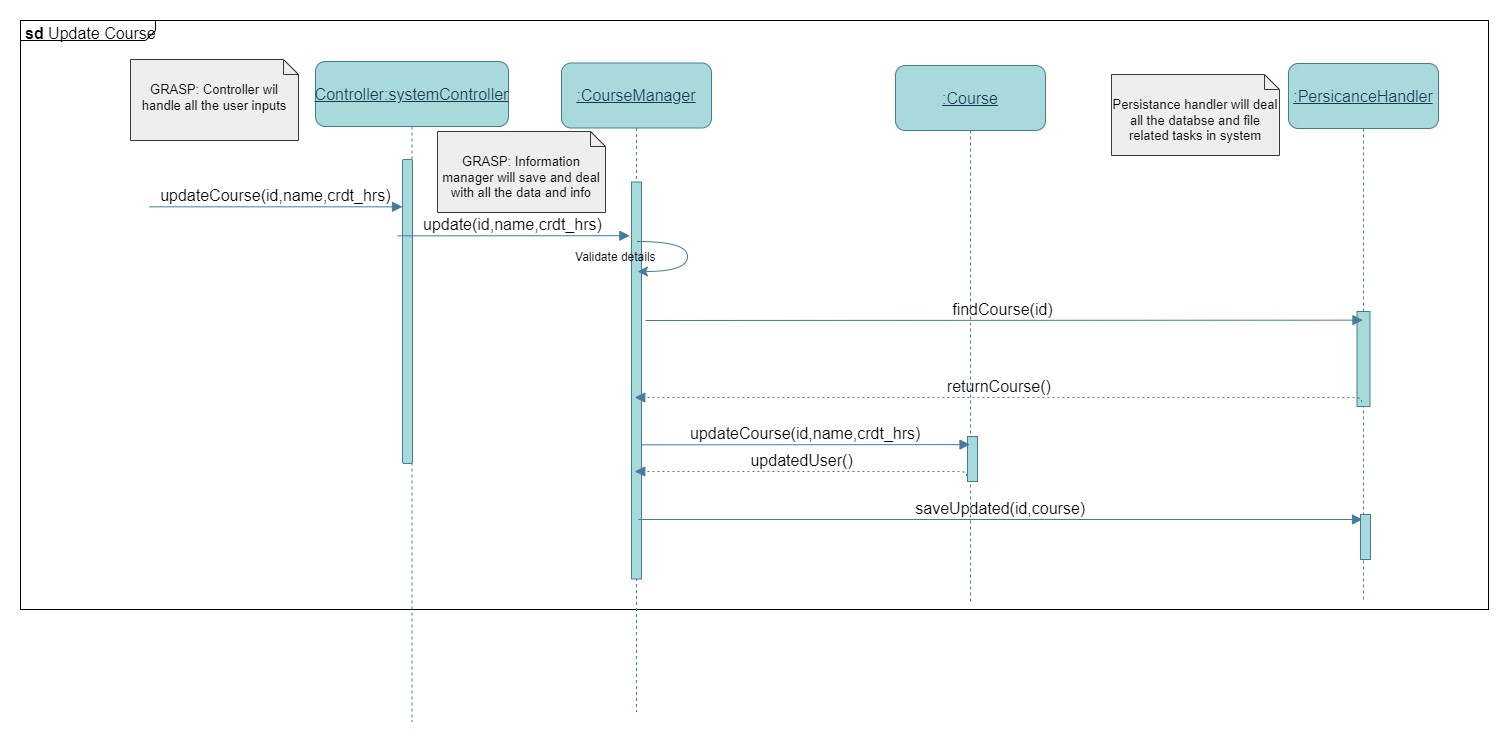 sd Update Course
GRASP: Controller wil
handle all the user inputs
Controller:systemController
:CourseManager
:Course
Persistance handler will deal
all the databse and file
related tasks in system
:PersicanceHandler
GRASP: Information
manager will save and deal
with all the data and info
updateCourse(id,name,crdt_hrs)
update(id,name,crdt_hrs)
Validate details
findCourse(id)
returnCourse()
updateCourse(id,name,crdt_hrs)
updatedUser()
saveUpdated(id,course)